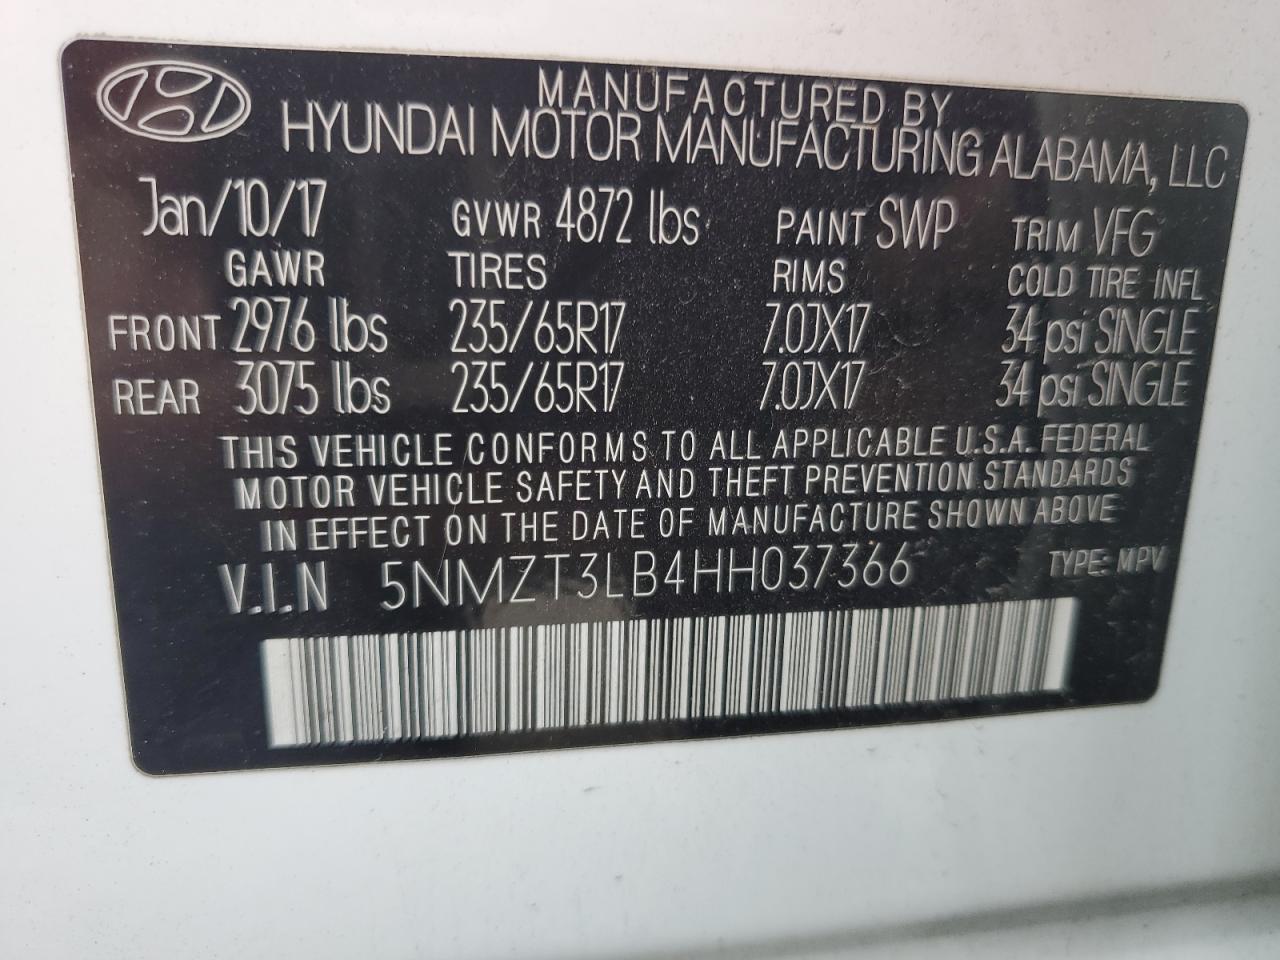 MANUFACTURED BY
HYUNDAI MOTOR MANUFACTURING ALABAMA, LLC
Jan/10/17 GVWR 4872 lbs PAINT SWP TRIM VFG
GAWR TIRES RIMS COLD TIRE INFL
FRONT 2976 lbs 235/65R17 7.0JX17 34 psi SINGLE
REAR 3075 lbs 235/65R17 7.0JX17 34 psi SINGLE
THIS VEHICLE CONFORMS TO ALL APPLICABLE U.S.A. FEDERAL
MOTOR VEHICLE SAFETY AND THEFT PREVENTION STANDARDS
IN EFFECT ON THE DATE OF MANUFACTURE SHOWN ABOVE
V.I.N 5NMZT3LB4HH037366 TYPE: MPV